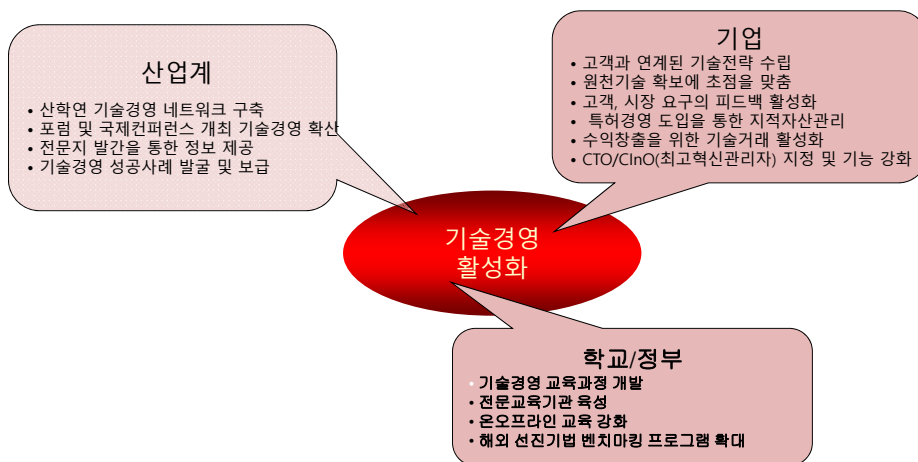 산업계
• 산학연 기술경영 네트워크 구축
• 포럼 및 국제컨퍼런스 개최 기술경영 확산
• 전문지 발간을 통한 정보 제공
• 기술경영 성공사례 발굴 및 보급
기업
• 고객과 연계된 기술전략 수립
• 원천기술 확보에 초점을 맞춤
• 고객, 시장 요구의 피드백 활성화
• 특허경영 도입을 통한 지적자산관리
• 수익창출을 위한 기술거래 활성화
• CTO/CInO(최고혁신관리자) 지정 및 기능 강화
기술경영
활성화
학교/정부
• 기술경영 교육과정 개발
• 전문교육기관 육성
• 온오프라인 교육 강화
• 해외 선진기법 벤치마킹 프로그램 확대